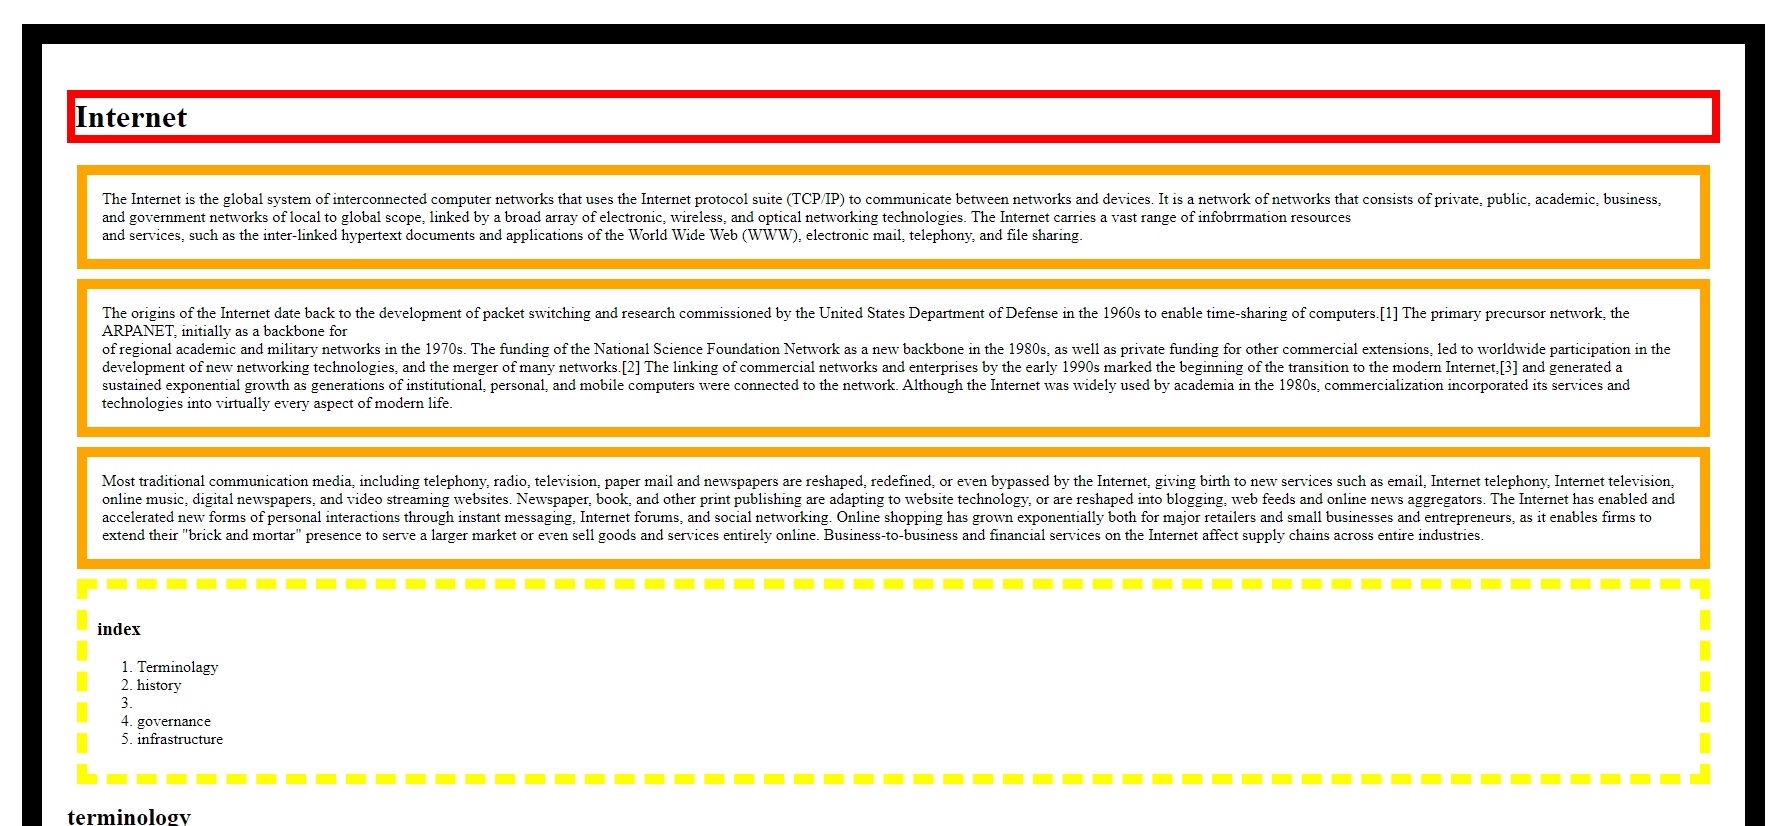 Internet
The Internet is the global system of interconnected computer networks that uses the Internet protocol suite (TCP/IP) to communicate between networks and devices. It is a network of networks that consists of private, public, academic, business,
and government networks of local to global scope, linked by a broad array of electronic, wireless, and optical networking technologies. The Internet carries a vast range of infobrrmation resources
and services, such as the inter-linked hypertext documents and applications of the World Wide Web (WWW), electronic mail, telephony, and file sharing.
The origins of the Internet date back to the development of packet switching and research commissioned by the United States Department of Defense in the 1960s to enable time-sharing of computers.[1] The primary precursor network, the
ARPANET, initially as a backbone for
of regional academic and military networks in the 1970s. The funding of the National Science Foundation Network as a new backbone in the 1980s, as well as private funding for other commercial extensions, led to worldwide participation in the
development of new networking technologies, and the merger of many networks.[2] The linking of commercial networks and enterprises by the early 1990s marked the beginning of the transition to the modern Internet,[3] and generated a
sustained exponential growth as generations of institutional, personal, and mobile computers were connected to the network. Although the Internet was widely used by academia in the 1980s, commercialization incorporated its services and
technologies into virtually every aspect of modern life.
Most traditional communication media, including telephony, radio, television, paper mail and newspapers are reshaped, redefined, or even bypassed by the Internet, giving birth to new services such as email, Internet telephony, Internet television,
online music, digital newspapers, and video streaming websites. Newspaper, book, and other print publishing are adapting to website technology, or are reshaped into blogging, web feeds and online news aggregators. The Internet has enabled and
accelerated new forms of personal interactions through instant messaging, Internet forums, and social networking. Online shopping has grown exponentially both for major retailers and small businesses and entrepreneurs, as it enables firms to
extend their "brick and mortar" presence to serve a larger market or even sell goods and services entirely online. Business-to-business and financial services on the Internet affect supply chains across entire industries.
index
1. Terminolagy
2. history
3.
4. governance
5. infrastructure
terminology